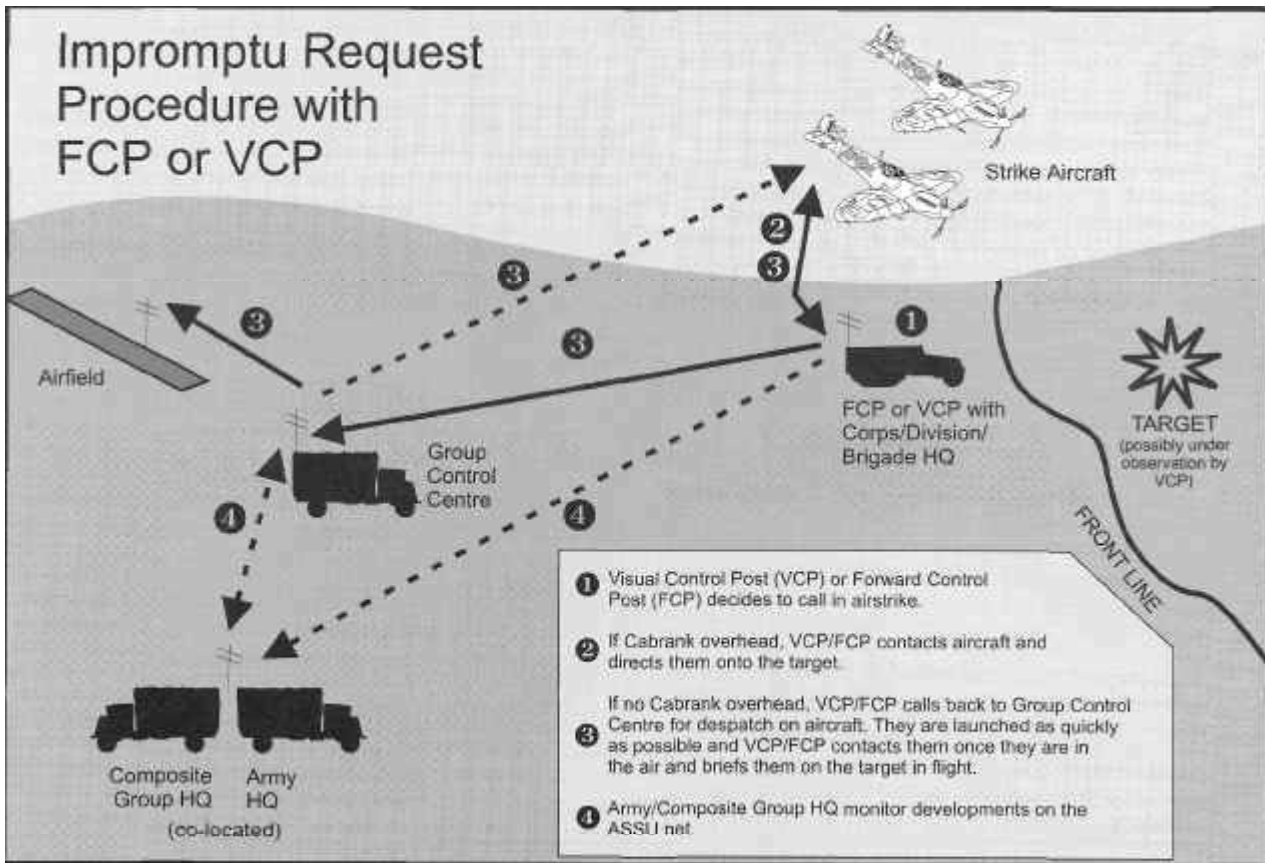 Impromptu Request
Procedure with
FCP or VCP
Strike Aircraft
2
3
3
3
3
1
Airfield
FCP or VCP with
Corps/Division/
Brigade HQ
TARGET
(possibly under
observation by
VCP)
Group
Control
Centre
4
4
FRONT LINE
Composite
Group HQ
Army
HQ
(co-located)
1 Visual Control Post (VCP) or Forward Control
Post (FCP) decides to call in airstrike.
2 If Cabrank overhead, VCP/FCP contacts aircraft and
directs them onto the target.
If no Cabrank overhead, VCP/FCP calls back to Group Control
Centre for despatch on aircraft. They are launched as quickly
3 as possible and VCP/FCP contacts them once they are in
the air and briefs them on the target in flight.
4 Army/Composite Group HQ monitor developments on the
ASSU net